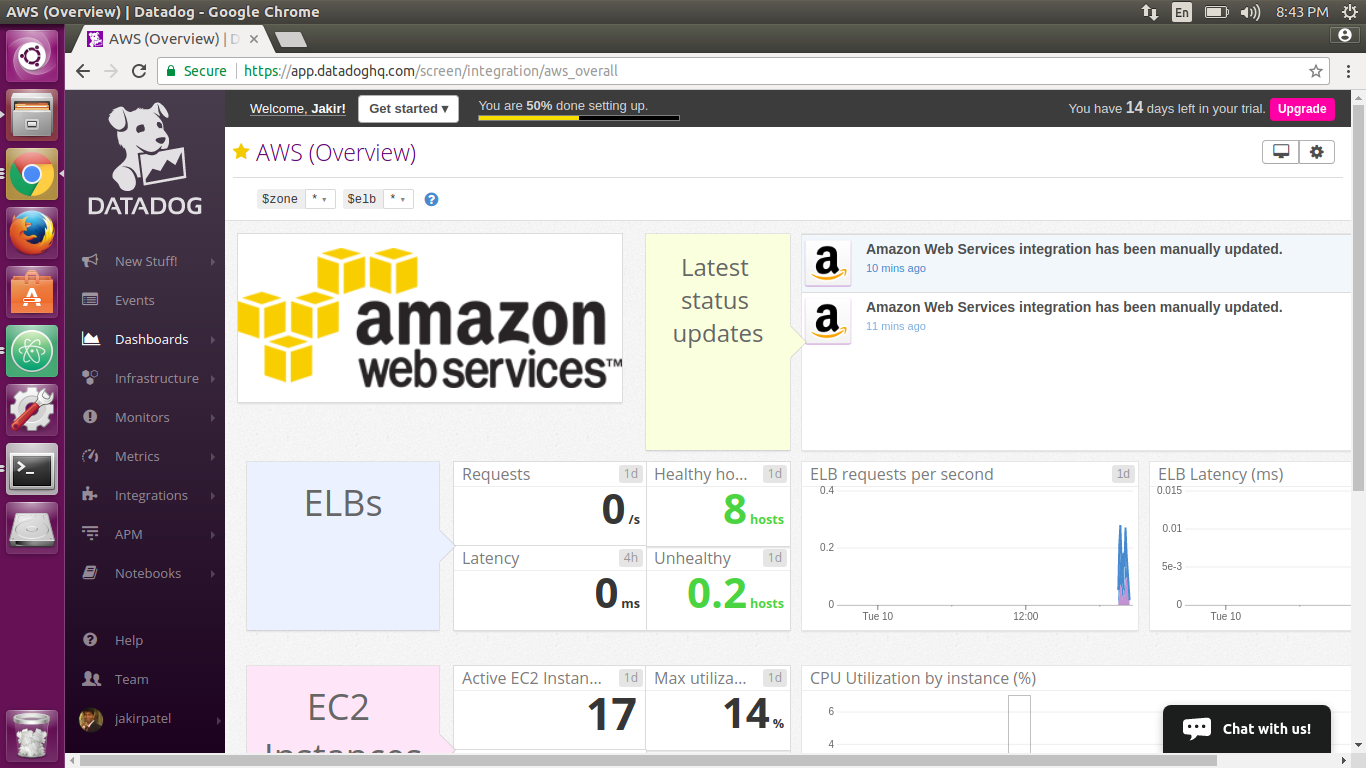 AWS (Overview) | Datadog - Google Chrome
En
8:43 PM
AWS (Overview) | D
Secure
https://app.datadoghq.com/screen/integration/aws_overall
DATADOG
New Stuff!
Events
Dashboards
Infrastructure
Monitors
Metrics
Integrations
APM
Notebooks
Help
Team
jakirpatel
Welcome, Jakir!
Get started ▾
You are 50% done setting up.
You have 14 days left in your trial.
Upgrade
AWS (Overview)
$zone * ▾ $elb * ▾ ?
amazon
web services™
Latest
status
updates
a
Amazon Web Services integration has been manually updated.
10 mins ago
a
Amazon Web Services integration has been manually updated.
11 mins ago
ELBs
Requests 1d
0 /s
Healthy ho... 1d
8 hosts
Latency 4h
0 ms
Unhealthy 1d
0.2 hosts
ELB requests per second 1d
0.4
0.2
0
Tue 10 12:00
ELB Latency (ms)
0.015
0.01
5e-3
0
Tue 10
EC2
Instances
Active EC2 Instan... 1d
17
Max utiliza... 1d
14 %
CPU Utilization by instance (%)
6
4
Chat with us!